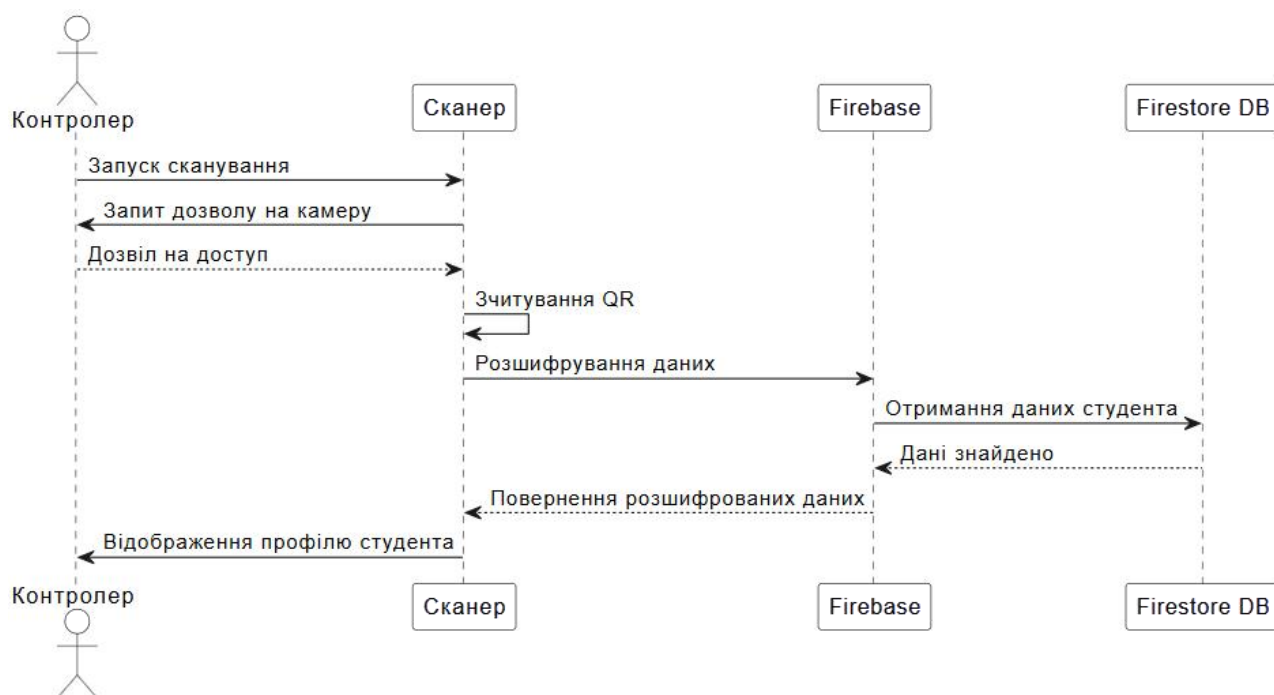 Контролер
Сканер
Firebase
Firestore DB
Запуск сканування
Запит дозволу на камеру
Дозвіл на доступ
Зчитування QR
Розшифрування даних
Отримання даних студента
Дані знайдено
Повернення розшифрованих даних
Відображення профілю студента
Контролер
Сканер
Firebase
Firestore DB